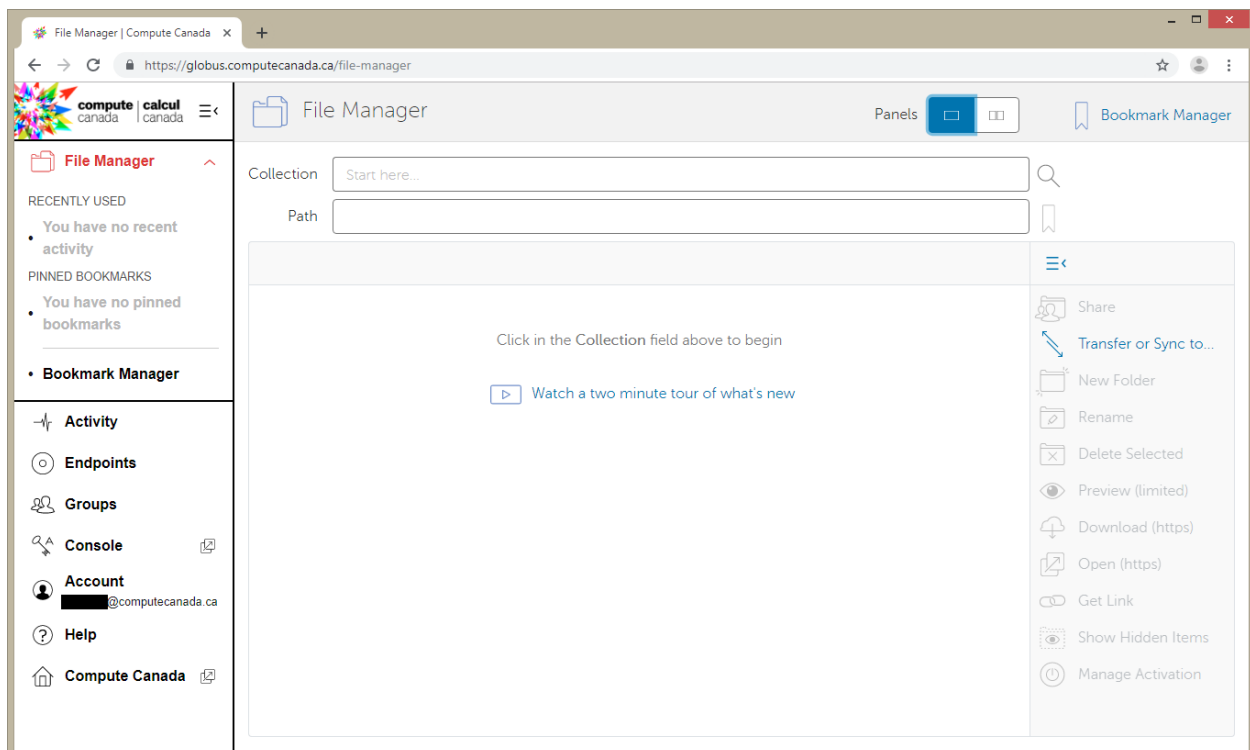 File Manager | Compute Canada
https://globus.computecanada.ca/file-manager
compute | calcul
canada | canada
File Manager
Panels
Bookmark Manager
File Manager
RECENTLY USED
You have no recent
activity
PINNED BOOKMARKS
You have no pinned
bookmarks
Bookmark Manager
Activity
Endpoints
Groups
Console
Account
@computecanada.ca
Help
Compute Canada
Collection
Start here...
Path
Click in the Collection field above to begin
Watch a two minute tour of what's new
Share
Transfer or Sync to...
New Folder
Rename
Delete Selected
Preview (limited)
Download (https)
Open (https)
Get Link
Show Hidden Items
Manage Activation